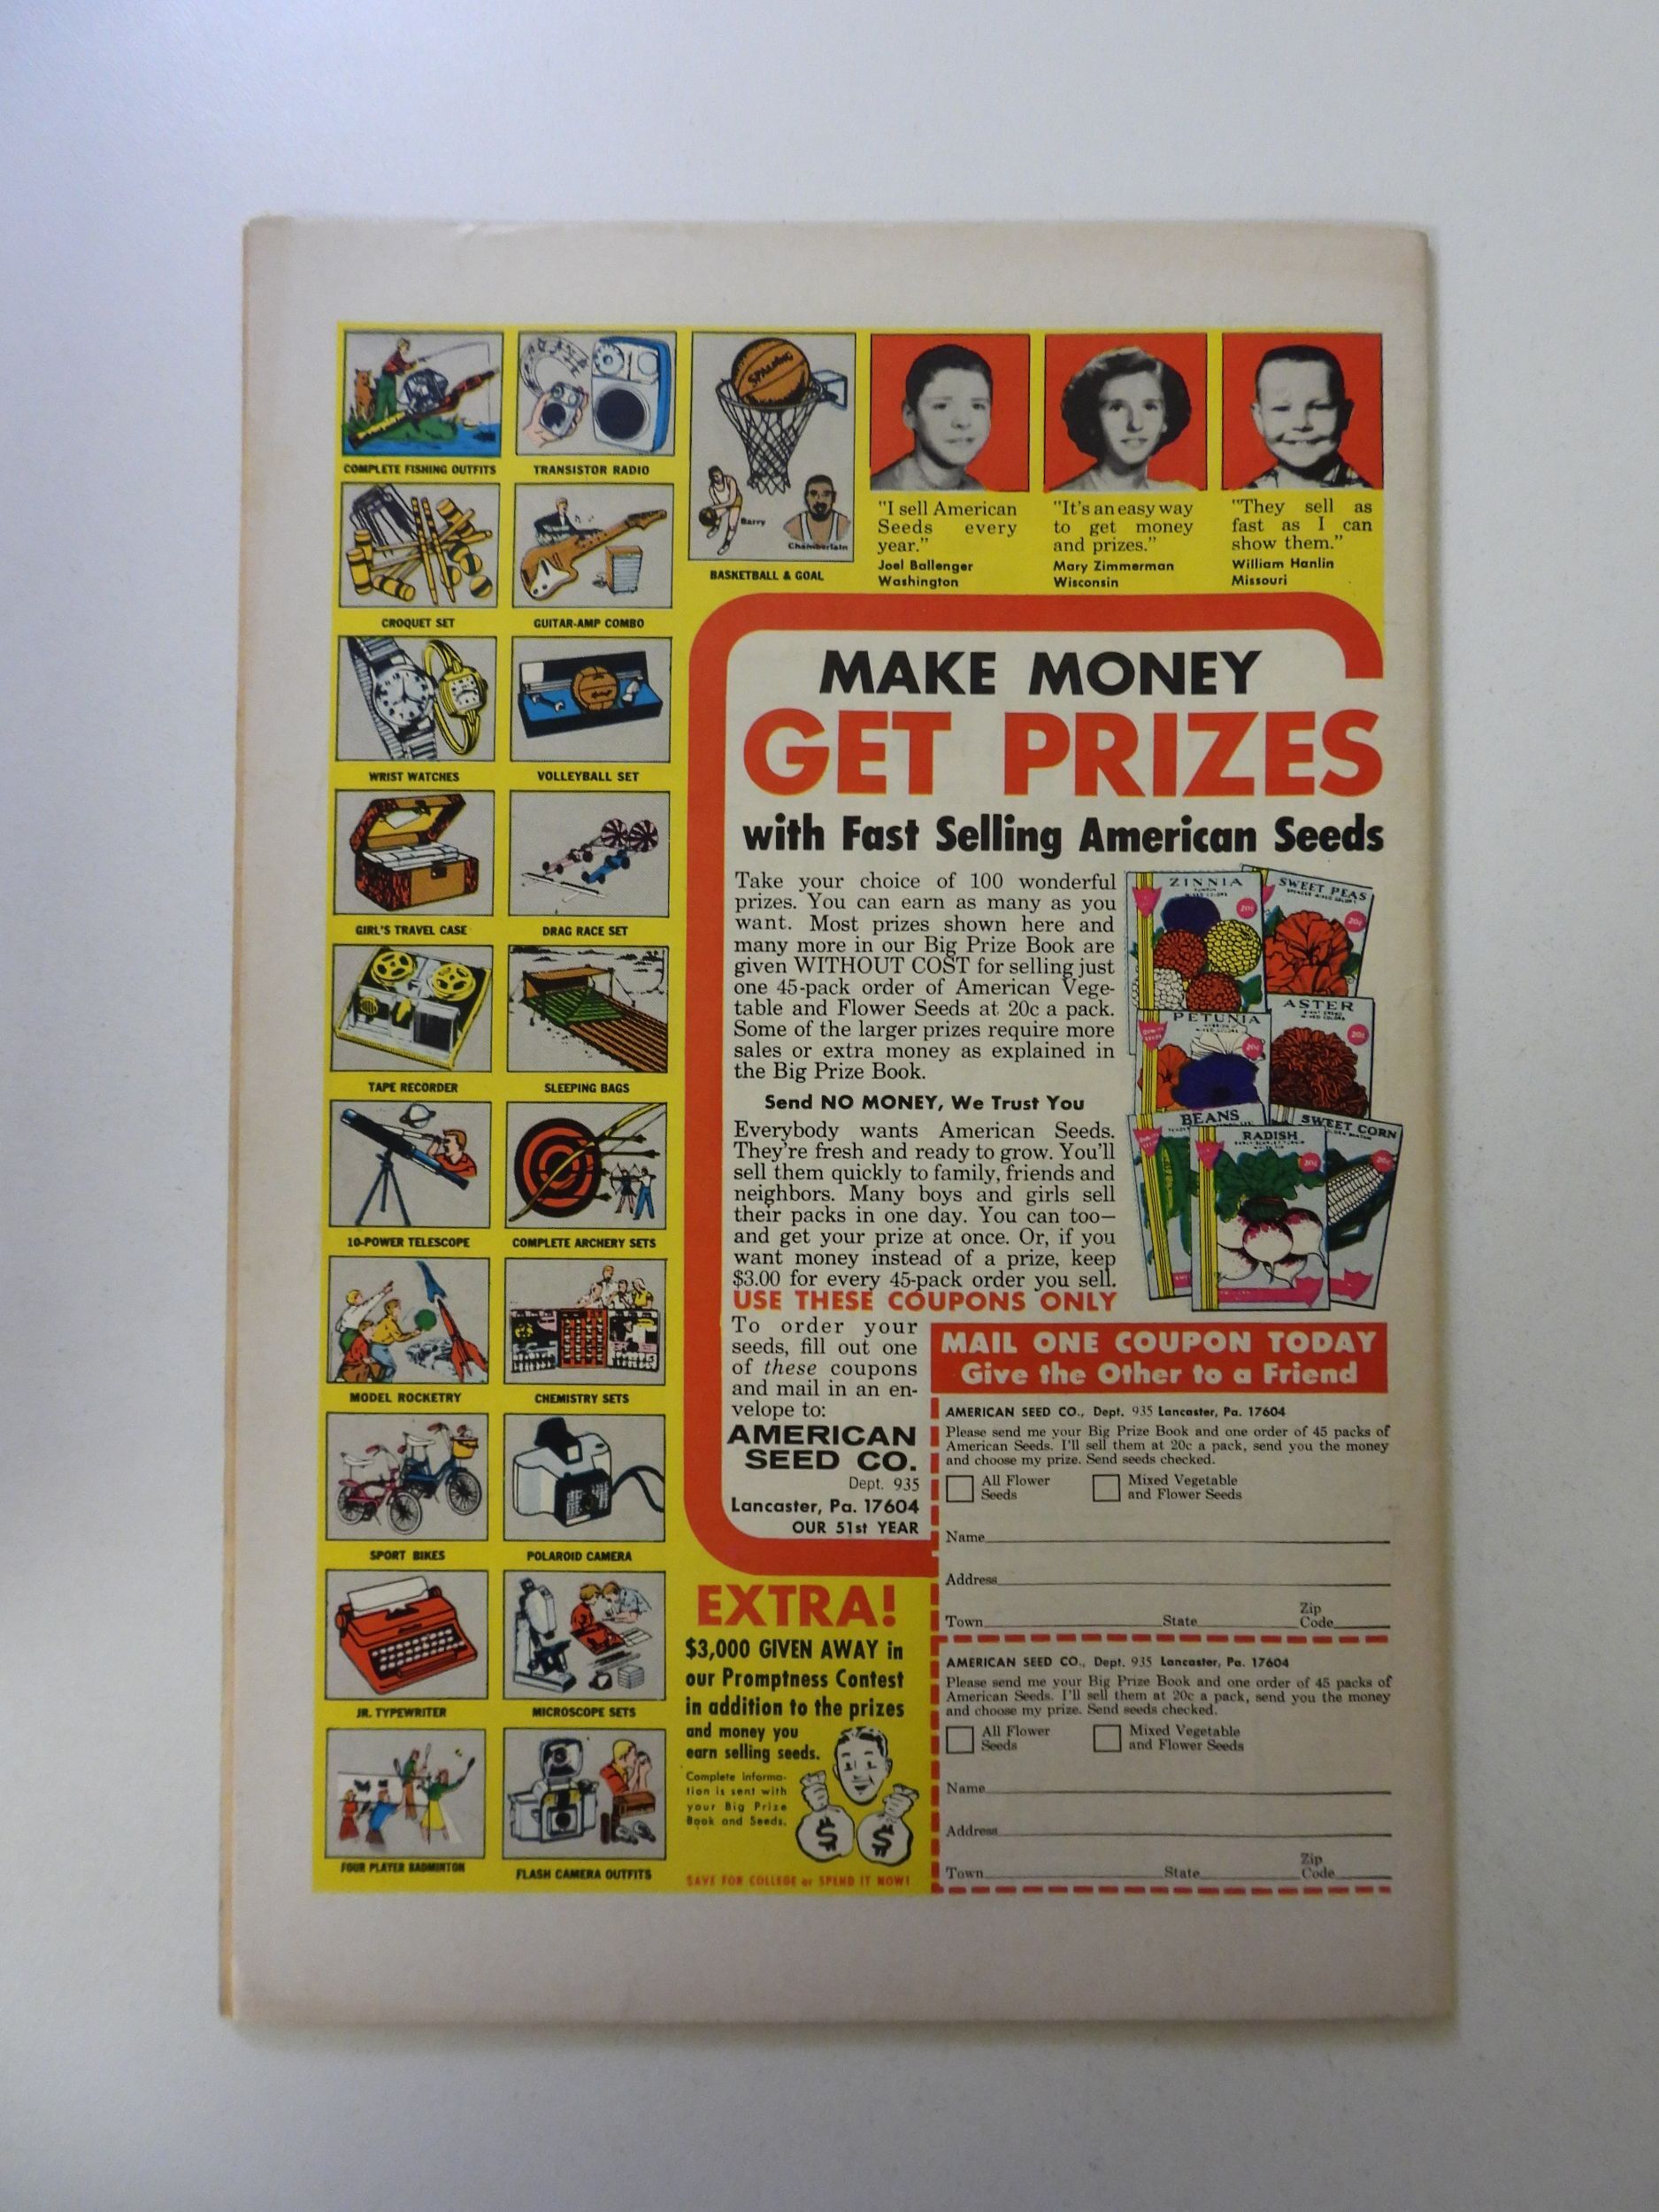 COMPLETE FISHING OUTFITS
TRANSISTOR RADIO
CROQUET SET
GUITAR-AMP COMBO
WRIST WATCHES
VOLLEYBALL SET
GIRL'S TRAVEL CASE
DRAG RACE SET
TAPE RECORDER
SLEEPING BAGS
10-POWER TELESCOPE
COMPLETE ARCHERY SETS
MODEL ROCKETRY
CHEMISTRY SETS
SPORT BIKES
POLAROID CAMERA
JR. TYPEWRITER
MICROSCOPE SETS
FOUR PLAYER BADMINTON
FLASH CAMERA OUTFITS
SPALDING
Barry
Chamberlain
BASKETBALL & GOAL
"I sell American
Seeds every
year."
Joel Ballenger
Washington
"It's an easy way
to get money
and prizes."
Mary Zimmerman
Wisconsin
"They sell as
fast as I can
show them."
William Hanlin
Missouri
MAKE MONEY
GET PRIZES
with Fast Selling American Seeds
Take your choice of 100 wonderful
prizes. You can earn as many as you
want. Most prizes shown here and
many more in our Big Prize Book are
given WITHOUT COST for selling just
one 45-pack order of American Vege-
table and Flower Seeds at 20c a pack.
Some of the larger prizes require more
sales or extra money as explained in
the Big Prize Book.
Send NO MONEY, We Trust You
Everybody wants American Seeds.
They're fresh and ready to grow. You'll
sell them quickly to family, friends and
neighbors. Many boys and girls sell
their packs in one day. You can too—
and get your prize at once. Or, if you
want money instead of a prize, keep
$3.00 for every 45-pack order you sell.
USE THESE COUPONS ONLY
To order your
seeds, fill out one
of these coupons
and mail in an en-
velope to:
AMERICAN
SEED CO.
Dept. 935
Lancaster, Pa. 17604
OUR 51st YEAR
ZINNIA
20c
SWEET PEAS
20c
PETUNIA
20c
ASTER
20c
BEANS
RADISH
20c
SWEET CORN
20c
MAIL ONE COUPON TODAY
Give the Other to a Friend
AMERICAN SEED CO., Dept. 935 Lancaster, Pa. 17604
Please send me your Big Prize Book and one order of 45 packs of
American Seeds. I'll sell them at 20c a pack, send you the money
and choose my prize. Send seeds checked.
All Flower
Seeds
Mixed Vegetable
and Flower Seeds
Name
Address
Town State Zip Code
AMERICAN SEED CO., Dept. 935 Lancaster, Pa. 17604
Please send me your Big Prize Book and one order of 45 packs of
American Seeds. I'll sell them at 20c a pack, send you the money
and choose my prize. Send seeds checked.
All Flower
Seeds
Mixed Vegetable
and Flower Seeds
Name
Address
Town State Zip Code
EXTRA!
$3,000 GIVEN AWAY in
our Promptness Contest
in addition to the prizes
and money you
earn selling seeds.
Complete informa-
tion is sent with
your Big Prize
Book and Seeds.
$ $
SAVE FOR COLLEGE or SPEND IT NOW!